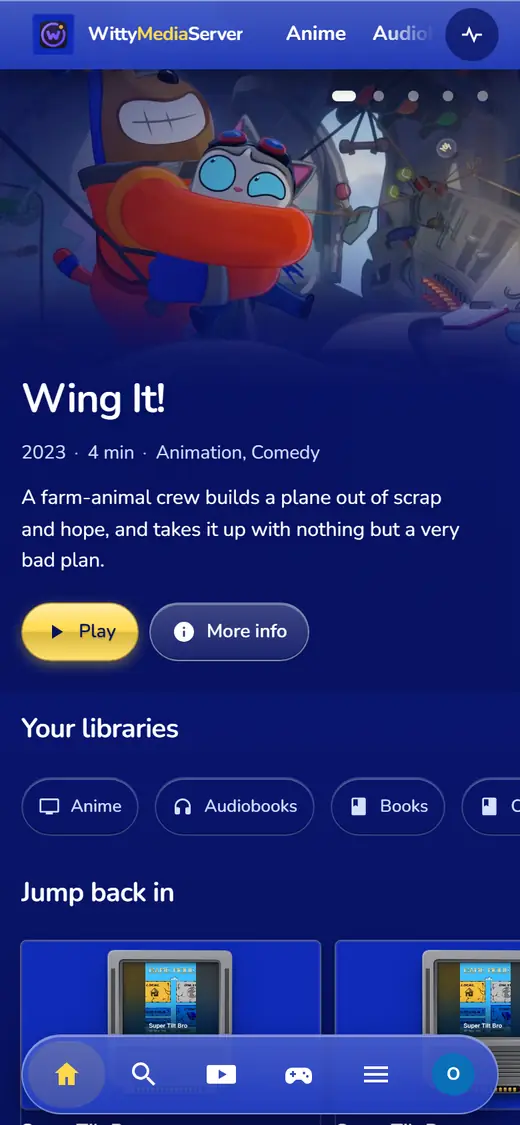 WittyMediaServer
Anime
Wing It!
2023 · 4 min · Animation, Comedy
A farm-animal crew builds a plane out of scrap
and hope, and takes it up with nothing but a very
bad plan.
Play
More info
Your libraries
Anime
Audiobooks
Books
Jump back in
Super Tilt Bro
Super Tilt Bro
O